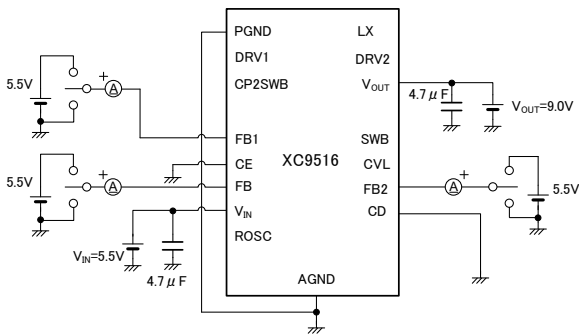 PGND LX
DRV1 DRV2
5.5V + A CP2SWB VOUT 4.7μF VOUT=9.0V
FB1 SWB
CE XC9516 CVL
5.5V + A FB FB2 A + 5.5V
VIN CD
VIN=5.5V 4.7μF ROSC
AGND